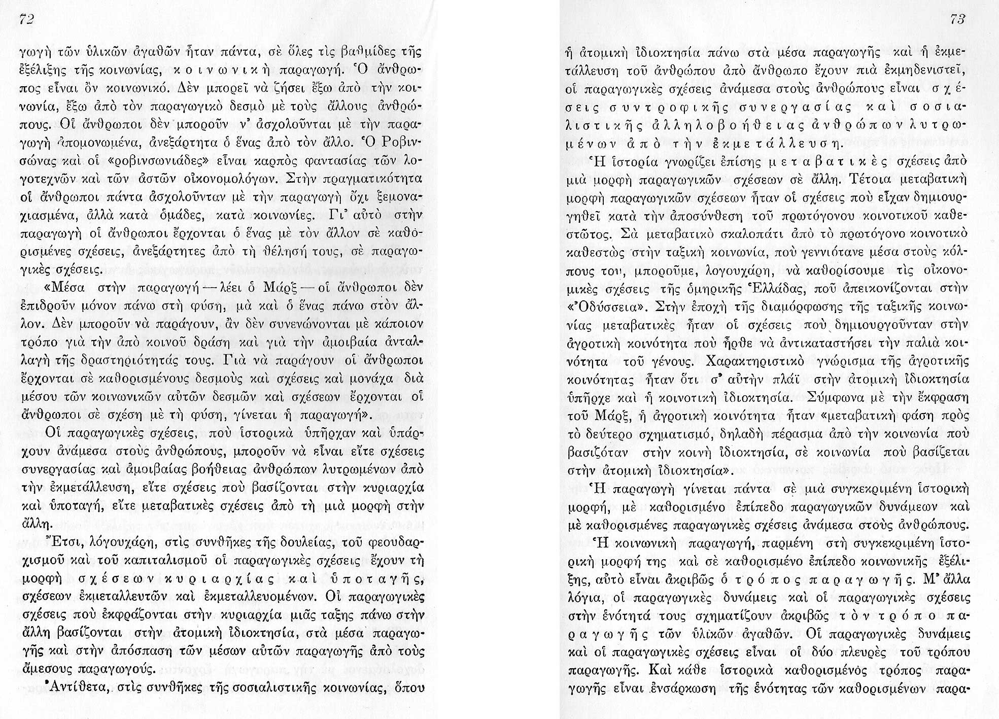 72
γωγὴ τῶν ὑλικῶν ἀγαθῶν ἦταν πάντα, σὲ ὅλες τὶς βαθμίδες τῆς
ἐξέλιξης τῆς κοινωνίας, κ ο ι ν ω ν ι κ ὴ παραγωγή. Ὁ ἄνθρω-
πος εἶναι ὂν κοινωνικό. Δὲν μπορεῖ νὰ ζήσει ἔξω ἀπὸ τὴν κοι-
νωνία, ἔξω ἀπὸ τὸν παραγωγικὸ δεσμὸ μὲ τοὺς ἄλλους ἀνθρώ-
πους. Οἱ ἄνθρωποι δὲν μποροῦν ν’ ἀσχολοῦνται μὲ τὴν παρα-
γωγὴ ἀπομονωμένα, ἀνεξάρτητα ὁ ἕνας ἀπὸ τὸν ἄλλο. Ὁ Ροβιν-
σώνας καὶ οἱ «ροβινσωνιάδες» εἶναι καρπὸς φαντασίας τῶν λο-
γοτεχνῶν καὶ τῶν ἀστῶν οἰκονομολόγων. Στὴν πραγματικότητα
οἱ ἄνθρωποι πάντα ἀσχολοῦνταν μὲ τὴν παραγωγὴ ὄχι ξεμονα-
χιασμένα, ἀλλὰ κατὰ ὁμάδες, κατὰ κοινωνίες. Γι’ αὐτὸ στὴν
παραγωγὴ οἱ ἄνθρωποι ἔρχονται ὁ ἕνας μὲ τὸν ἄλλον σὲ καθο-
ρισμένες σχέσεις, ἀνεξάρτητες ἀπὸ τὴ θέλησή τους, σὲ παραγω-
γικὲς σχέσεις.
«Μέσα στὴν παραγωγή — λέει ὁ Μάρξ — οἱ ἄνθρωποι δὲν
ἐπιδροῦν μόνον πάνω στὴ φύση, μὰ καὶ ὁ ἕνας πάνω στὸν ἄλ-
λον. Δὲν μποροῦν νὰ παράγουν, ἂν δὲν συνενώνονται μὲ κάποιον
τρόπο γιὰ τὴν ἀπὸ κοινοῦ δράση καὶ γιὰ τὴν ἀμοιβαία ἀνταλ-
λαγὴ τῆς δραστηριότητάς τους. Γιὰ νὰ παράγουν οἱ ἄνθρωποι
ἔρχονται σὲ καθορισμένους δεσμοὺς καὶ σχέσεις καὶ μονάχα διὰ
μέσου τῶν κοινωνικῶν αὐτῶν δεσμῶν καὶ σχέσεων ἔρχονται οἱ
ἄνθρωποι σὲ σχέση μὲ τὴ φύση, γίνεται ἡ παραγωγή».
Οἱ παραγωγικὲς σχέσεις, ποὺ ἱστορικὰ ὑπῆρχαν καὶ ὑπάρ-
χουν ἀνάμεσα στοὺς ἀνθρώπους, μποροῦν νὰ εἶναι εἴτε σχέσεις
συνεργασίας καὶ ἀμοιβαίας βοήθειας ἀνθρώπων λυτρωμένων ἀπὸ
τὴν ἐκμετάλλευση, εἴτε σχέσεις ποὺ βασίζονται στὴν κυριαρχία
καὶ ὑποταγή, εἴτε μεταβατικὲς σχέσεις ἀπὸ τὴ μιὰ μορφὴ στὴν
ἄλλη.
Ἔτσι, λόγουχάρη, στὶς συνθῆκες τῆς δουλείας, τοῦ φεουδαρ-
χισμοῦ καὶ τοῦ καπιταλισμοῦ οἱ παραγωγικὲς σχέσεις ἔχουν τὴ
μορφὴ σ χ έ σ ε ω ν κ υ ρ ι α ρ χ ί α ς κ α ὶ ὑ π ο τ α γ ῆ ς,
σχέσεων ἐκμεταλλευτῶν καὶ ἐκμεταλλευομένων. Οἱ παραγωγικὲς
σχέσεις ποὺ ἐκφράζονται στὴν κυριαρχία μιᾶς ταξης πάνω στὴν
ἄλλη βασίζονται στὴν ἀτομικὴ ἰδιοκτησία, στὰ μέσα παραγω-
γῆς καὶ στὴν ἀπόσπαση τῶν μέσων αὐτῶν παραγωγῆς ἀπὸ τοὺς
ἄμεσους παραγωγούς.
Ἀντίθετα, στὶς συνθῆκες τῆς σοσιαλιστικῆς κοινωνίας, ὅπου
73
ἡ ἀτομικὴ ἰδιοκτησία πάνω στὰ μέσα παραγωγῆς καὶ ἡ ἐκμε-
τάλλευση τοῦ ἀνθρώπου ἀπὸ ἄνθρωπο ἔχουν πιὰ ἐκμηδενιστεῖ,
οἱ παραγωγικὲς σχέσεις ἀνάμεσα στοὺς ἀνθρώπους εἶναι σ χ έ-
σ ε ι ς σ υ ν τ ρ ο φ ι κ ῆ ς σ υ ν ε ρ γ α σ ί α ς κ α ὶ σ ο σ ι α-
λ ι σ τ ι κ ῆ ς ἀ λ λ η λ ο β ο ή θ ε ι α ς ἀ ν θ ρ ώ π ω ν λ υ τ ρ ω-
μ έ ν ω ν ἀ π ὸ τ ὴ ν ἐ κ μ ε τ ά λ λ ε υ σ η.
Ἡ ἱστορία γνωρίζει ἐπίσης μ ε τ α β α τ ι κ ὲ ς σχέσεις ἀπὸ
μιὰ μορφὴ παραγωγικῶν σχέσεων σὲ ἄλλη. Τέτοια μεταβατικὴ
μορφὴ παραγωγικῶν σχέσεων ἦταν οἱ σχέσεις ποὺ εἶχαν δημιουρ-
γηθεῖ κατὰ τὴν ἀποσύνθεση τοῦ πρωτόγονου κοινοτικοῦ καθε-
στῶτος. Σὰ μεταβατικὸ σκαλοπάτι ἀπὸ τὸ πρωτόγονο κοινοτικὸ
καθεστὼς στὴν ταξικὴ κοινωνία, ποὺ γεννιότανε μέσα στοὺς κόλ-
πους του, μποροῦμε, λογουχάρη, νὰ καθορίσουμε τὶς οἰκονο-
μικὲς σχέσεις τῆς ὁμηρικῆς Ἑλλάδας, ποῦ ἀπεικονίζονται στὴν
«Ὀδύσσεια». Στὴν ἐποχὴ τῆς διαμόρφωσης τῆς ταξικῆς κοινω-
νίας μεταβατικὲς ἦταν οἱ σχέσεις ποὺ δημιουργοῦνταν στὴν
ἀγροτικὴ κοινότητα ποὺ ἦρθε νὰ ἀντικαταστήσει τὴν παλιὰ κοι-
νότητα τοῦ γένους. Χαρακτηριστικὸ γνώρισμα τῆς ἀγροτικῆς
κοινότητας ἦταν ὅτι σ’ αὐτὴν πλάϊ στὴν ἀτομικὴ ἰδιοκτησία
ὑπῆρχε καὶ ἡ κοινοτικὴ ἰδιοκτησία. Σύμφωνα μὲ τὴν ἔκφραση
τοῦ Μάρξ, ἡ ἀγροτικὴ κοινότητα ἦταν «μεταβατικὴ φάση πρὸς
τὸ δεύτερο σχηματισμό, δηλαδὴ πέρασμα ἀπὸ τὴν κοινωνία ποὺ
βασιζόταν στὴν κοινὴ ἰδιοκτησία, σὲ κοινωνία ποὺ βασίζεται
στὴν ἀτομικὴ ἰδιοκτησία».
Ἡ παραγωγὴ γίνεται πάντα σὲ μιὰ συγκεκριμένη ἱστορικὴ
μορφή, μὲ καθορισμένο ἐπίπεδο παραγωγικῶν δυνάμεων καὶ
μὲ καθορισμένες παραγωγικὲς σχέσεις ἀνάμεσα στοὺς ἀνθρώπους.
Ἡ κοινωνικὴ παραγωγή, παρμένη στὴ συγκεκριμένη ἱστο-
ρικὴ μορφή της καὶ σὲ καθορισμένο ἐπίπεδο κοινωνικῆς ἐξέλι-
ξης, αὐτὸ εἶναι ἀκριβῶς ὁ τ ρ ό π ο ς π α ρ α γ ω γ ῆ ς. Μ’ ἄλλα
λόγια, οἱ παραγωγικὲς δυνάμεις καὶ οἱ παραγωγικὲς σχέσεις
στὴν ἑνότητά τους σχηματίζουν ἀκριβῶς τ ὸ ν τ ρ ό π ο π α-
ρ α γ ω γ ῆ ς τῶν ὑλικῶν ἀγαθῶν. Οἱ παραγωγικὲς δυνάμεις
καὶ οἱ παραγωγικὲς σχέσεις εἶναι οἱ δύο πλευρὲς τοῦ τρόπου
παραγωγῆς. Καὶ κάθε ἱστορικὰ καθορισμένος τρόπος παρα-
γωγῆς εἶναι ἐνσάρκωση τῆς ἑνότητας τῶν καθορισμένων παρα-